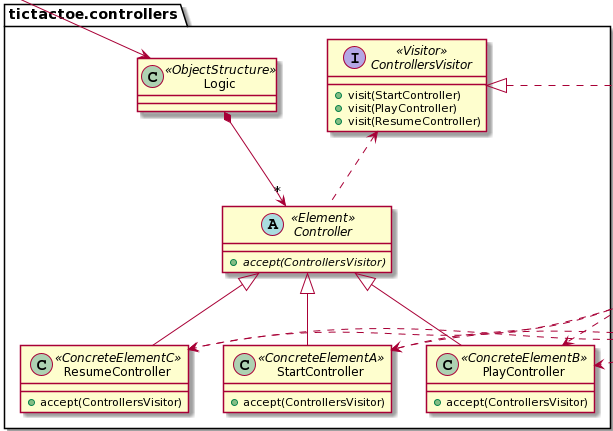 tictactoe.controllers
C «ObjectStructure»
Logic
I «Visitor»
ControllersVisitor
visit(StartController)
visit(PlayController)
visit(ResumeController)
*
A «Element»
Controller
accept(ControllersVisitor)
C «ConcreteElementC»
ResumeController
accept(ControllersVisitor)
C «ConcreteElementA»
StartController
accept(ControllersVisitor)
C «ConcreteElementB»
PlayController
accept(ControllersVisitor)